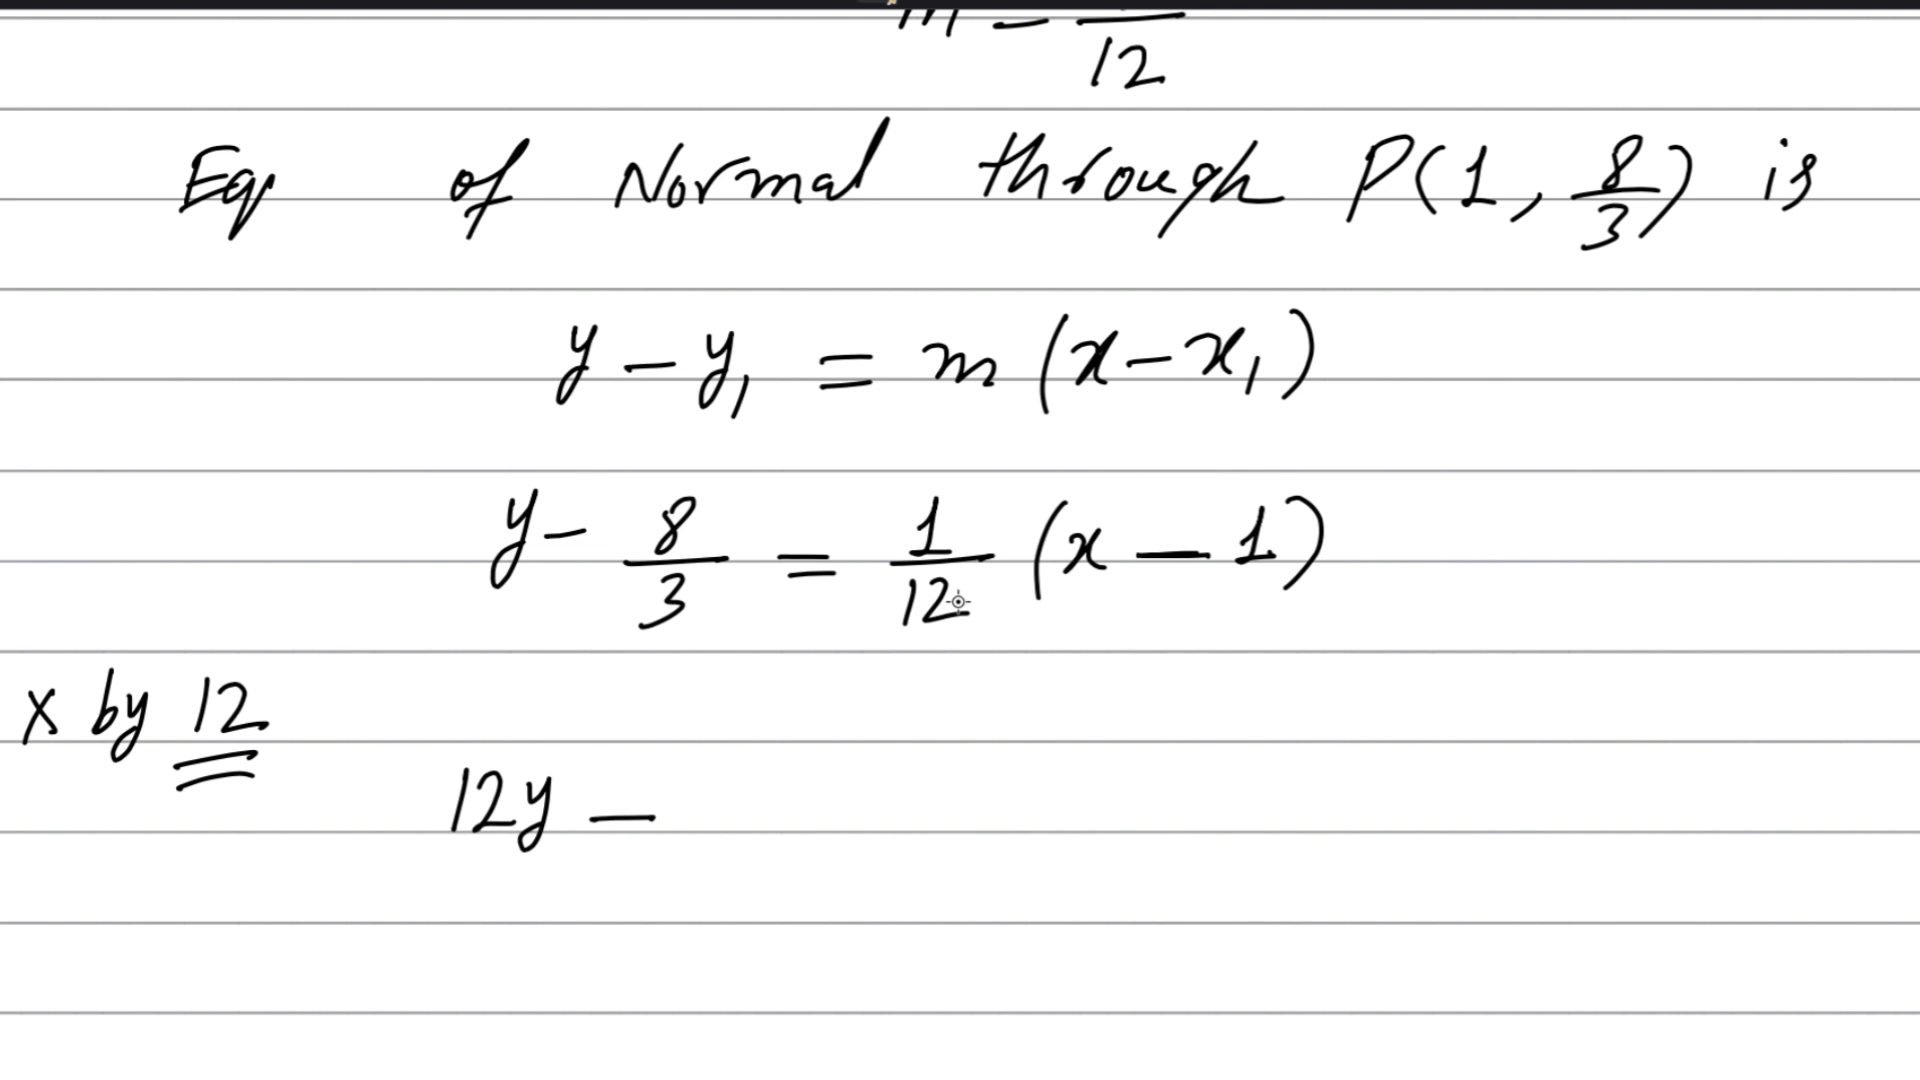 m = —/12
Eq of Normal through P(1, 8/3) is
y - y₁ = m (x - x₁)
y - 8/3 = 1/12 (x - 1)
x by 12
12y -